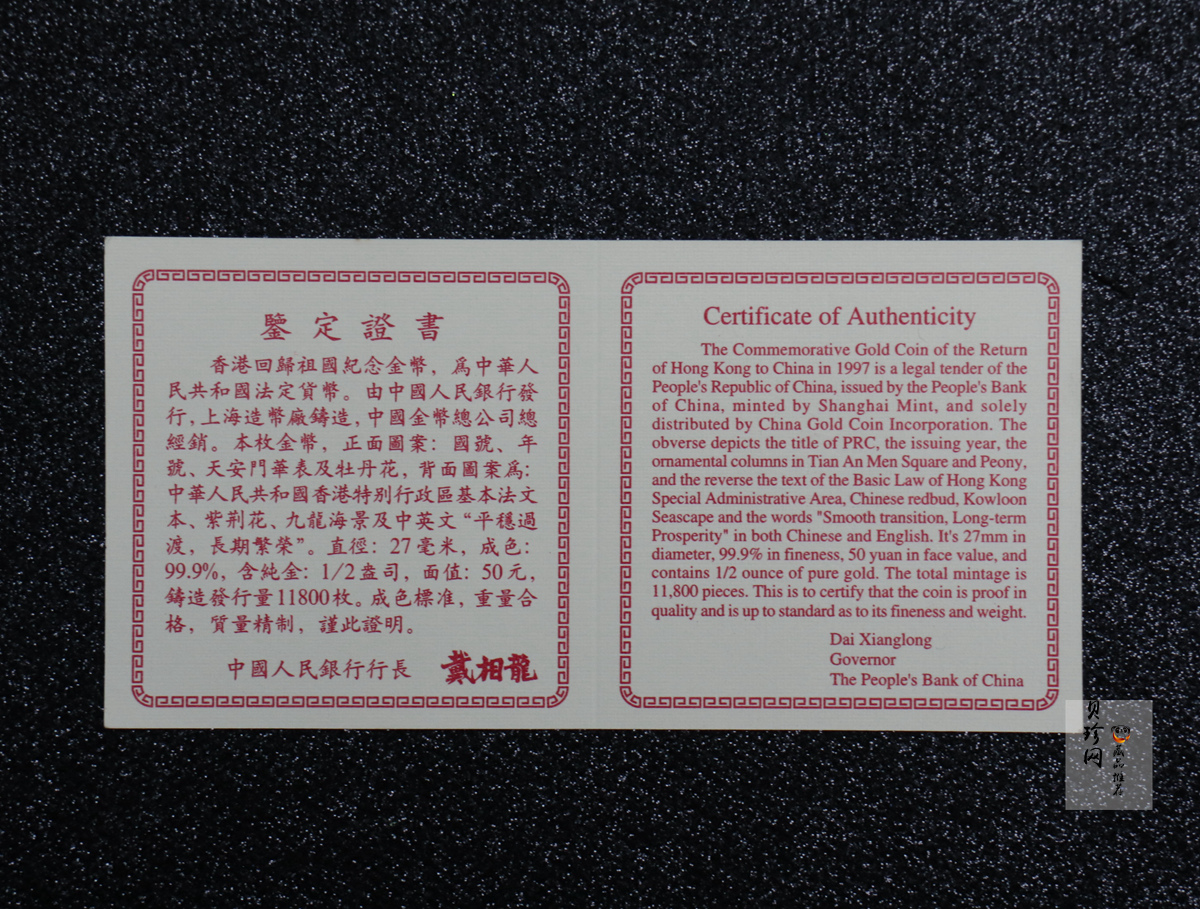 鑒定證書
香港回歸祖國紀念金幣，爲中華人
民共和國法定貨幣。由中國人民銀行發
行，上海造幣廠鑄造，中國金幣總公司總
經銷。本枚金幣，正面圖案：國號、年
號、天安門華表及牡丹花，背面圖案爲：
中華人民共和國香港特别行政區基本法文
本、紫荆花、九龍海景及中英文“平穩過
渡，長期繁榮”。直徑：27毫米，成色：
99.9%，含純金：1/2盎司，面值：50元，
鑄造發行量11800枚。成色標准，重量合
格，質量精制，謹此證明。
中國人民銀行行長 戴相龍
Certificate of Authenticity
The Commemorative Gold Coin of the Return
of Hong Kong to China in 1997 is a legal tender of the
People's Republic of China, issued by the People's Bank
of China, minted by Shanghai Mint, and solely
distributed by China Gold Coin Incorporation. The
obverse depicts the title of PRC, the issuing year, the
ornamental columns in Tian An Men Square and Peony,
and the reverse the text of the Basic Law of Hong Kong
Special Administrative Area, Chinese redbud, Kowloon
Seascape and the words "Smooth transition, Long-term
Prosperity" in both Chinese and English. It's 27mm in
diameter, 99.9% in fineness, 50 yuan in face value, and
contains 1/2 ounce of pure gold. The total mintage is
11,800 pieces. This is to certify that the coin is proof in
quality and is up to standard as to its fineness and weight.
Dai Xianglong
Governor
The People's Bank of China
贝珍网
藏品推荐